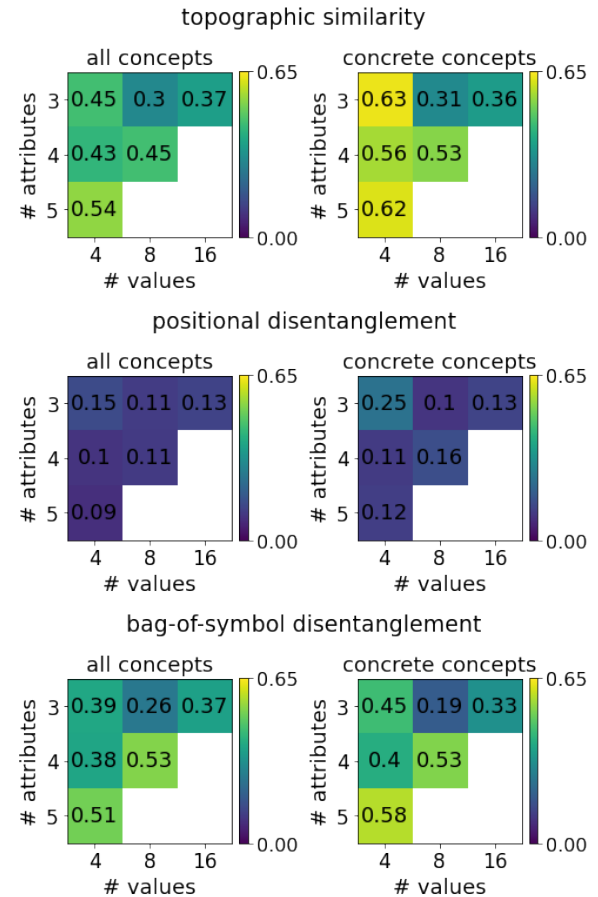 topographic similarity
all concepts
concrete concepts
# attributes
3 0.45 0.3 0.37
4 0.43 0.45
5 0.54
4 8 16
# values
0.65
0.00
# attributes
3 0.63 0.31 0.36
4 0.56 0.53
5 0.62
4 8 16
# values
0.65
0.00
positional disentanglement
all concepts
concrete concepts
# attributes
3 0.15 0.11 0.13
4 0.1 0.11
5 0.09
4 8 16
# values
0.65
0.00
# attributes
3 0.25 0.1 0.13
4 0.11 0.16
5 0.12
4 8 16
# values
0.65
0.00
bag-of-symbol disentanglement
all concepts
concrete concepts
# attributes
3 0.39 0.26 0.37
4 0.38 0.53
5 0.51
4 8 16
# values
0.65
0.00
# attributes
3 0.45 0.19 0.33
4 0.4 0.53
5 0.58
4 8 16
# values
0.65
0.00